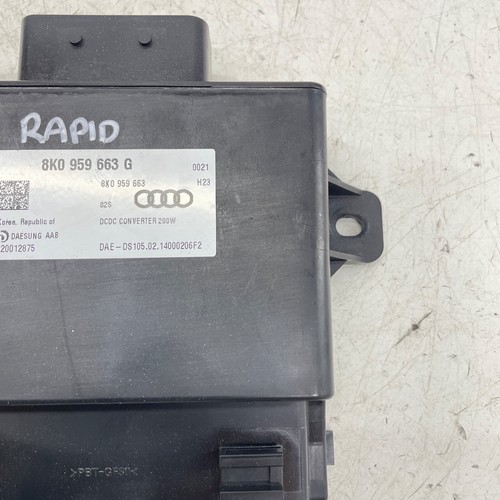 RAPID
8K0 959 663 G
0021
8K0 959 663
H23
02S
Korea, Republic of
DCDC CONVERTER 200W
DAESUNG AAB
20012875
DAE-DS105.02.14000206F2